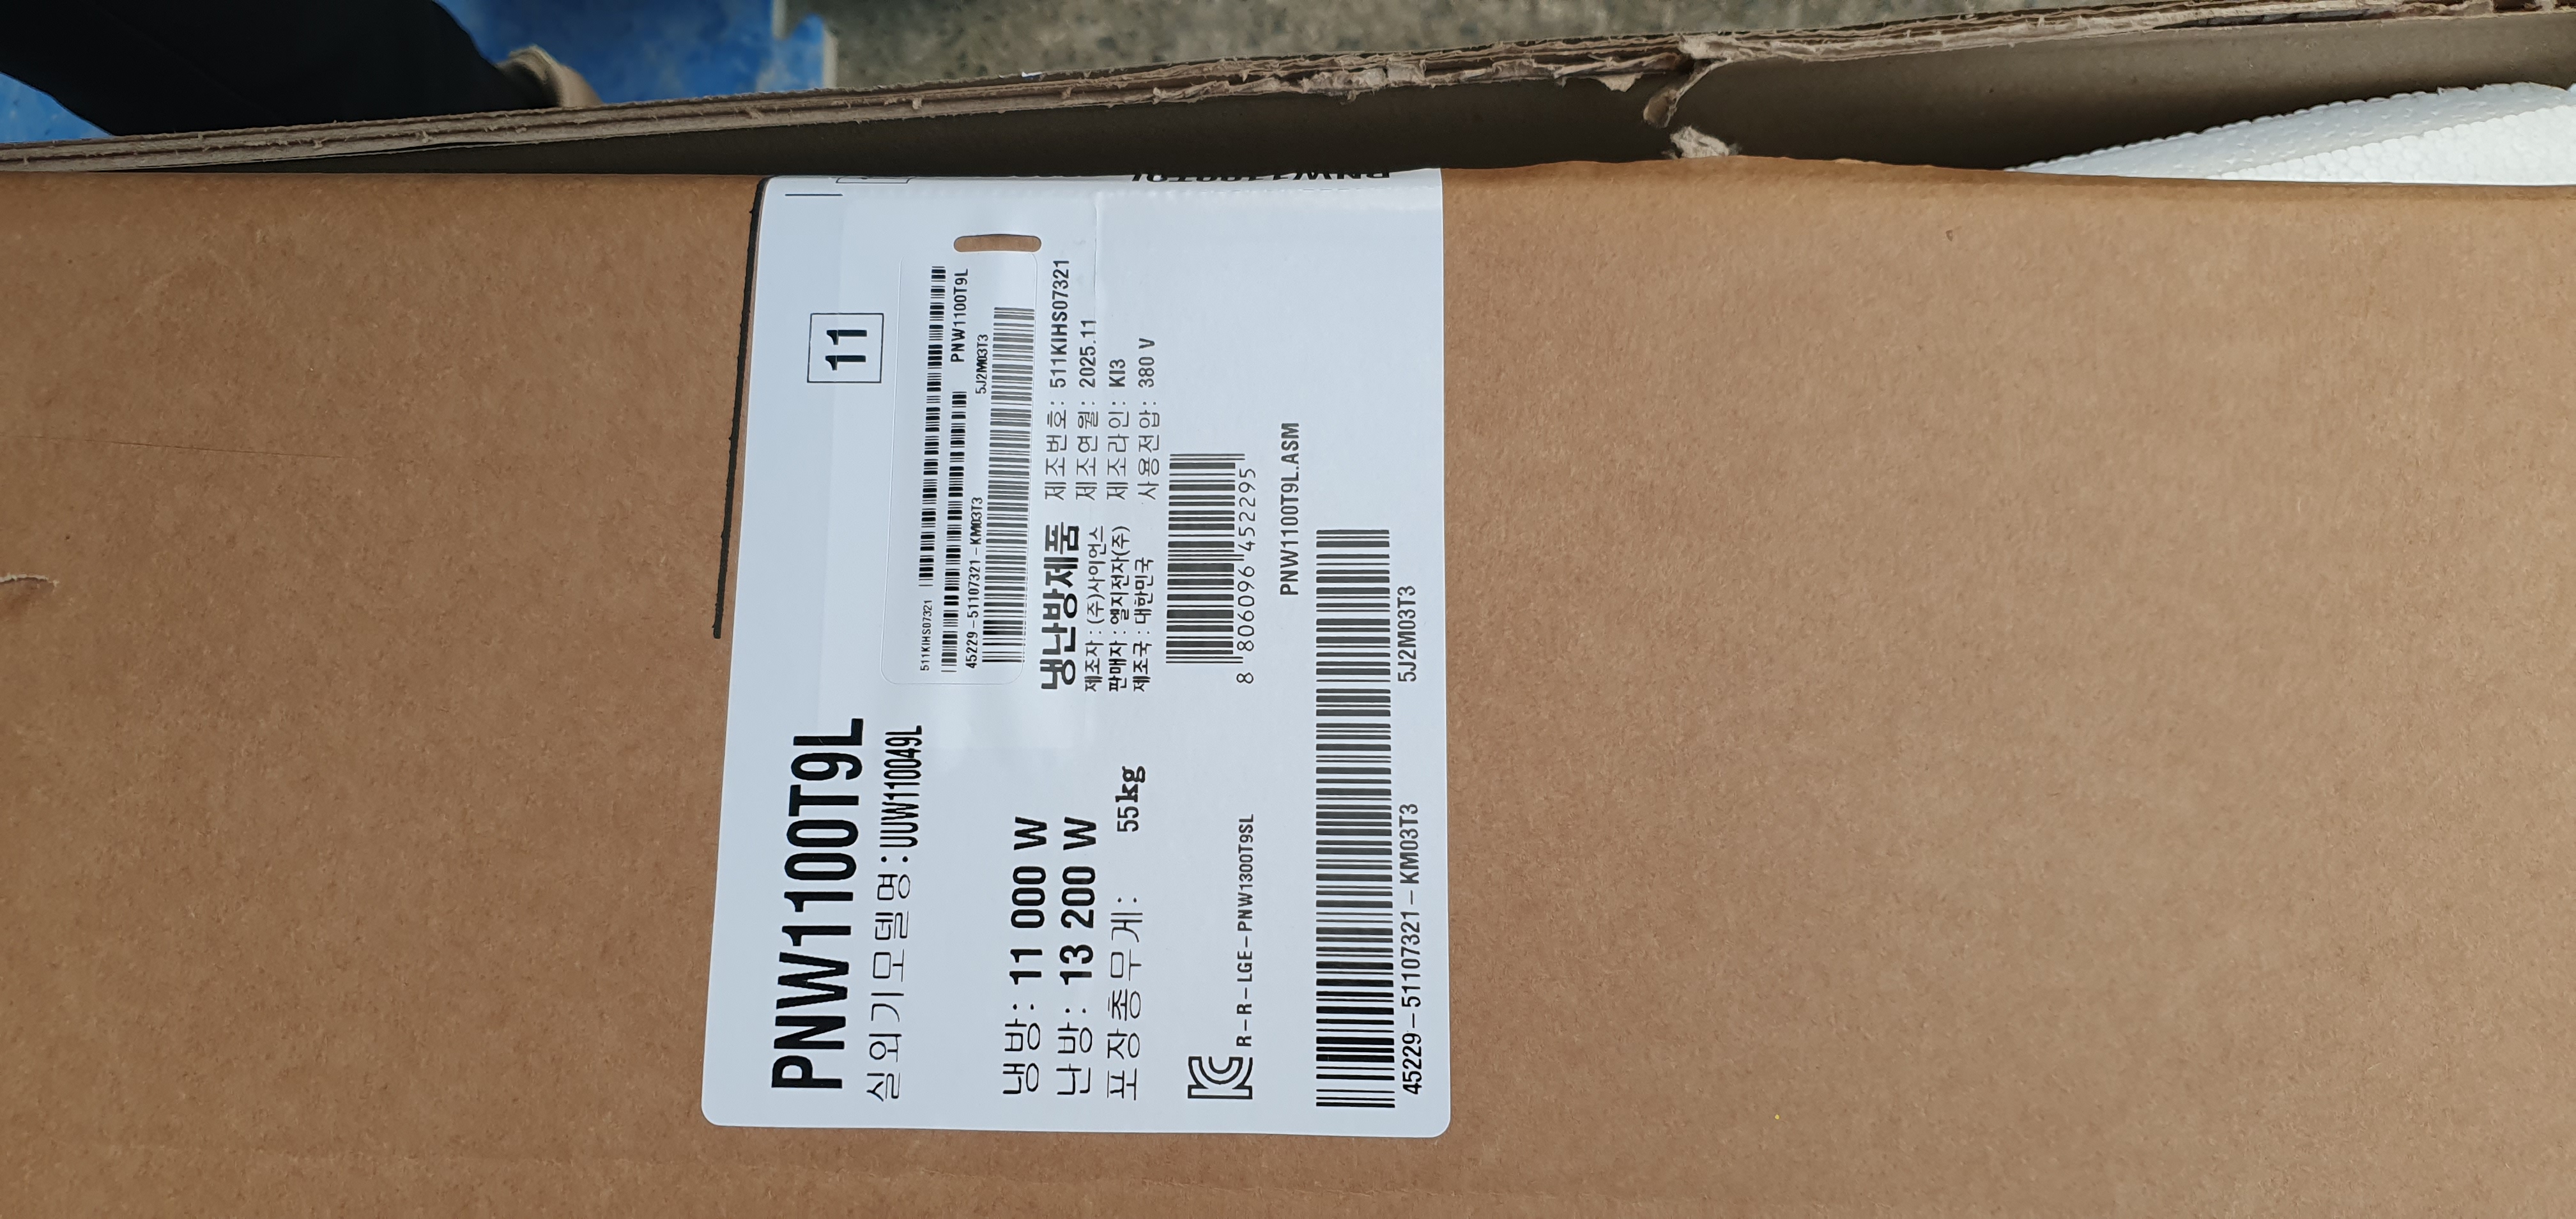 PNW1100T9L
실외기모델명:UUW110049L
11
511KIHS07321
PNW1100T9L
45229-51107321-KM03T3
5J2M03T3
냉방: 11 000 W
난방: 13 200 W
포장총무게: 55kg
냉난방제품
제조자 : (주)사이언스
판매자 : 엘지전자(주)
제조국 : 대한민국
제조번호: 511KIHS07321
제조연월: 2025.11
제조라인: KI3
사용전압: 380 V
R-R-LGE-PNW1300T9SL
8 806096 452295
PNW1100T9L.ASM
45229-51107321-KM03T3
5J2M03T3